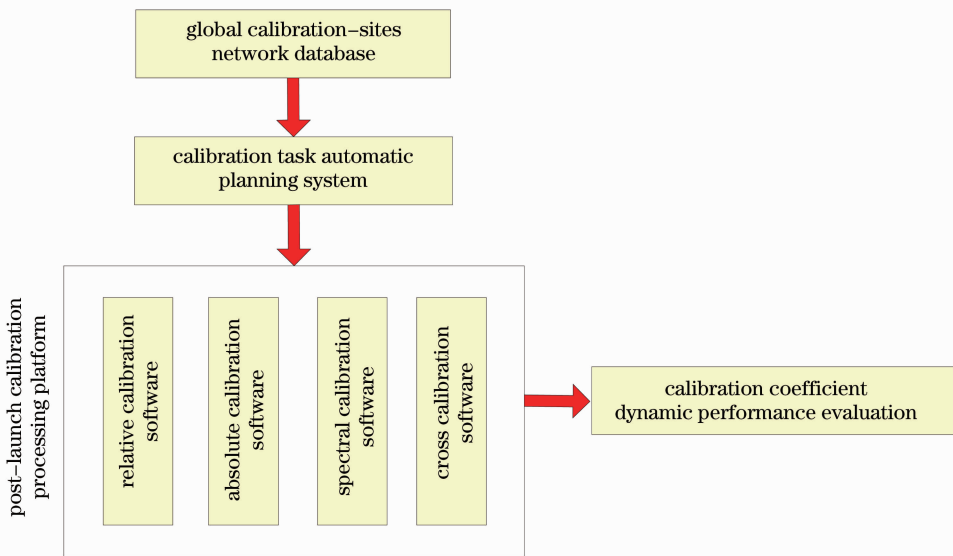 global calibration–sites
network database
calibration task automatic
planning system
post–launch calibration
processing platform
relative calibration
software
absolute calibration
software
spectral calibration
software
cross calibration
software
calibration coefficient
dynamic performance evaluation